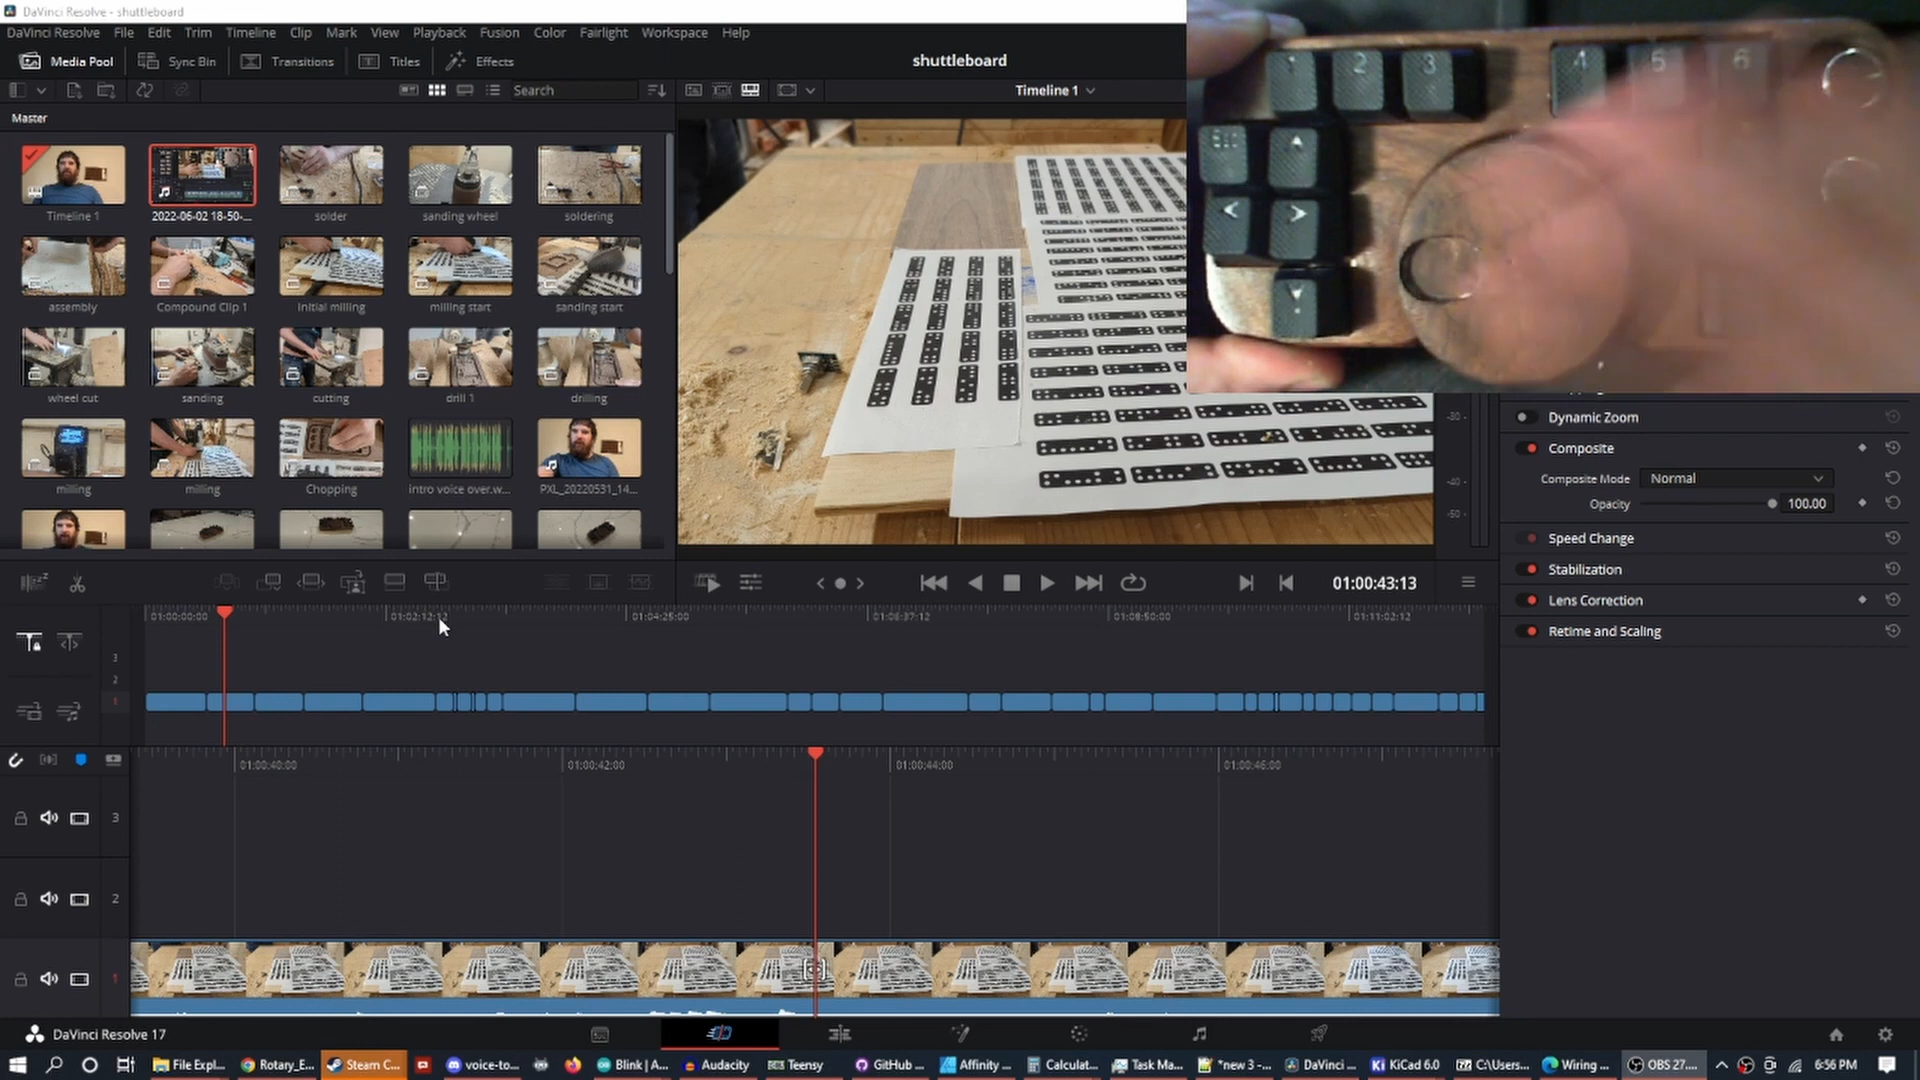 DaVinci Resolve - shuttleboard
DaVinci Resolve File Edit Trim Timeline Clip Mark View Playback Fusion Color Fairlight Workspace Help
Media Pool Sync Bin Transitions Titles Effects
shuttleboard
Search
Timeline 1
Master
Timeline 1 2022-06-02 18-50-... solder sanding wheel soldering
assembly Compound Clip 1 Initial milling milling start sanding start
wheel cut sanding cutting drill 1 drilling
milling milling Chopping intro voice over.w... PXL_20220531_14...
1 2 3 4 5 6
ESC
< >
-30
-40
-50
Dynamic Zoom
Composite
Composite Mode Normal
Opacity 100.00
Speed Change
Stabilization
Lens Correction
Retime and Scaling
01:00:43:13
01:00:00:00 01:02:12:12 01:04:25:00 01:06:37:12 01:08:50:00 01:11:02:12
3
2
1
01:00:40:00 01:00:42:00 01:00:44:00 01:00:46:00
3
2
1
DaVinci Resolve 17
File Expl... Rotary_E... Steam C... voice-to... Blink | A... Audacity Teensy GitHub ... Affinity ... Calculat... Task Ma... *new 3 -... DaVinci ... KiCad 6.0 C:\Users... Wiring ... OBS 27.... 6:56 PM